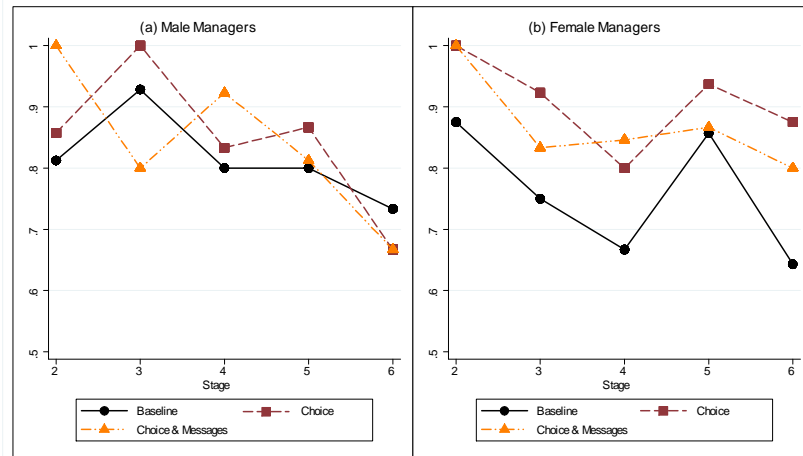 (a) Male Managers
1
.9
.8
.7
.6
.5
2 3 4 5 6
Stage
Baseline Choice
Choice & Messages
(b) Female Managers
1
.9
.8
.7
.6
.5
2 3 4 5 6
Stage
Baseline Choice
Choice & Messages